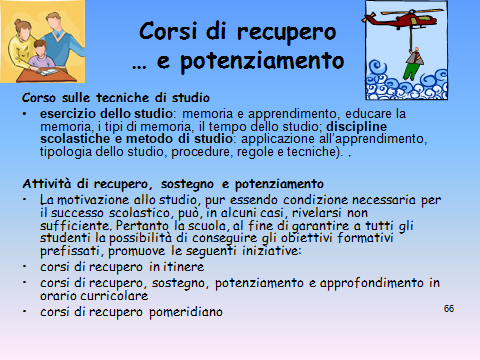 Corsi di recupero
… e potenziamento
Corso sulle tecniche di studio
• esercizio dello studio: memoria e apprendimento, educare la
memoria, i tipi di memoria, il tempo dello studio; discipline
scolastiche e metodo di studio: applicazione all'apprendimento,
tipologia dello studio, procedure, regole e tecniche). .
Attività di recupero, sostegno e potenziamento
• La motivazione allo studio, pur essendo condizione necessaria per
il successo scolastico, può, in alcuni casi, rivelarsi non
sufficiente. Pertanto la scuola, al fine di garantire a tutti gli
studenti la possibilità di conseguire gli obiettivi formativi
prefissati, promuove le seguenti iniziative:
• corsi di recupero in itinere
• corsi di recupero, sostegno, potenziamento e approfondimento in
orario curricolare
• corsi di recupero pomeridiano
66